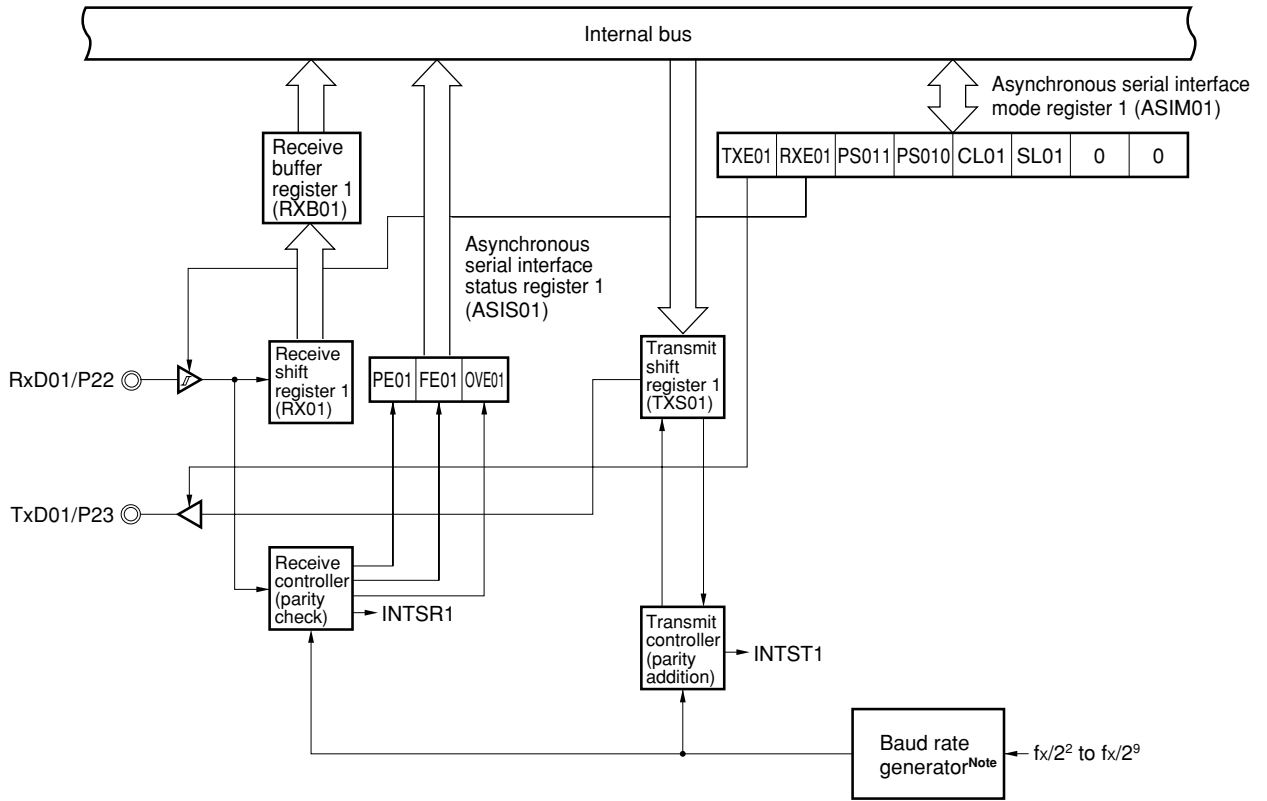 Internal bus
Asynchronous serial interface
mode register 1 (ASIM01)
Receive
buffer
register 1
(RXB01)
TXE01 RXE01 PS011 PS010 CL01 SL01 0 0
Asynchronous
serial interface
status register 1
(ASIS01)
Receive
shift
register 1
(RX01)
PE01 FE01 OVE01
Transmit
shift
register 1
(TXS01)
RxD01/P22
TxD01/P23
Receive
controller
(parity
check)
INTSR1
Transmit
controller
(parity
addition)
INTST1
Baud rate
generatorNote
fx/2² to fx/2⁹